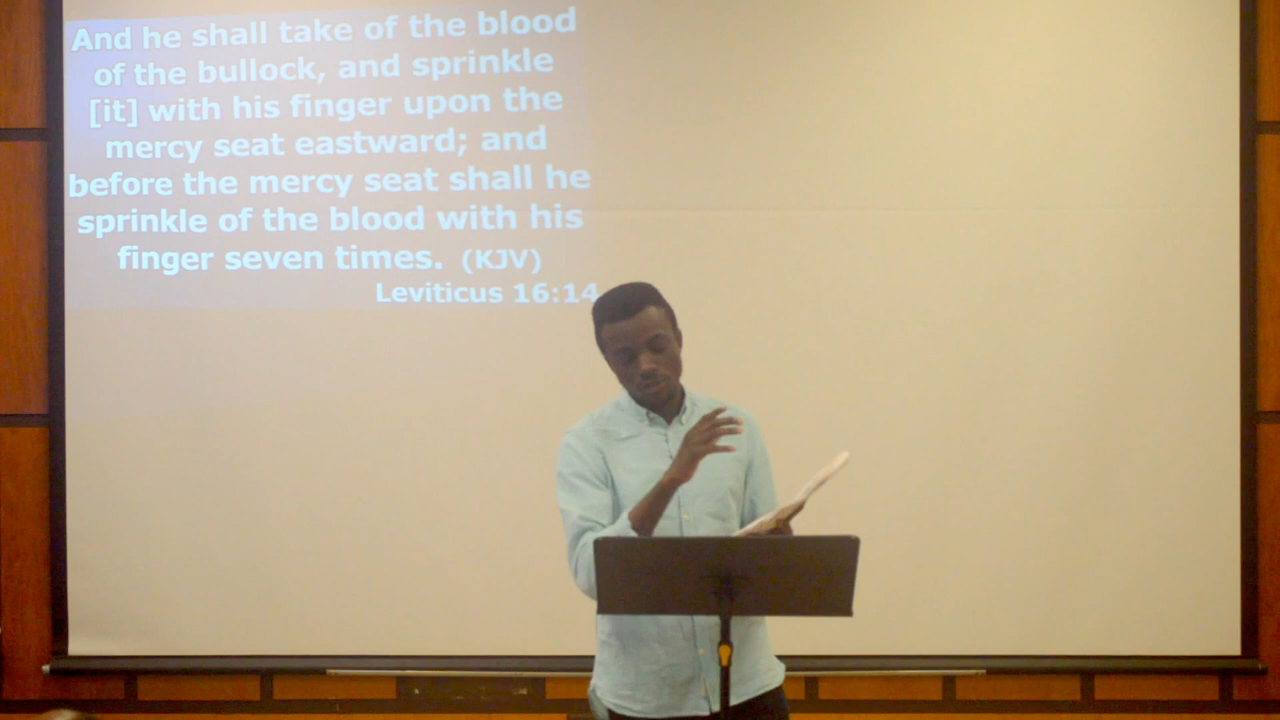 And he shall take of the blood
of the bullock, and sprinkle
[it] with his finger upon the
mercy seat eastward; and
before the mercy seat shall he
sprinkle of the blood with his
finger seven times. (KJV)
Leviticus 16:14